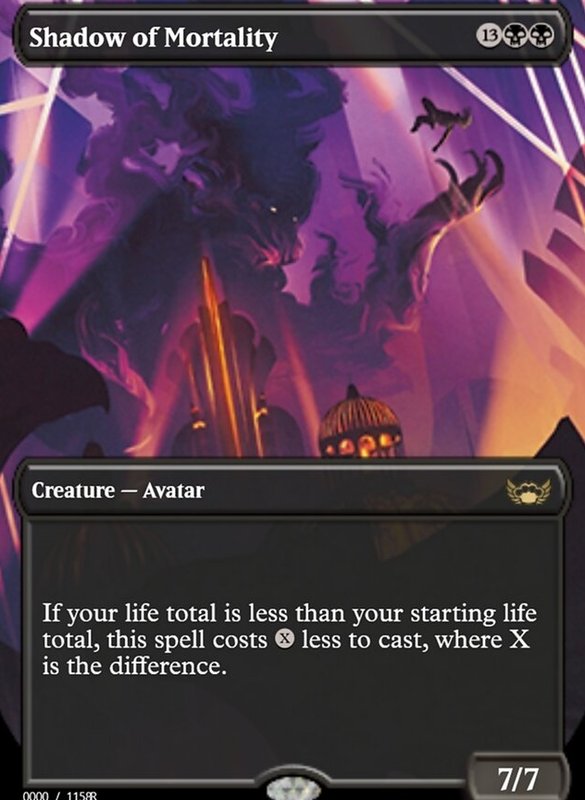 Shadow of Mortality 13
Creature — Avatar
If your life total is less than your starting life
total, this spell costs X less to cast, where X
is the difference.
7/7
0000 / 1158R